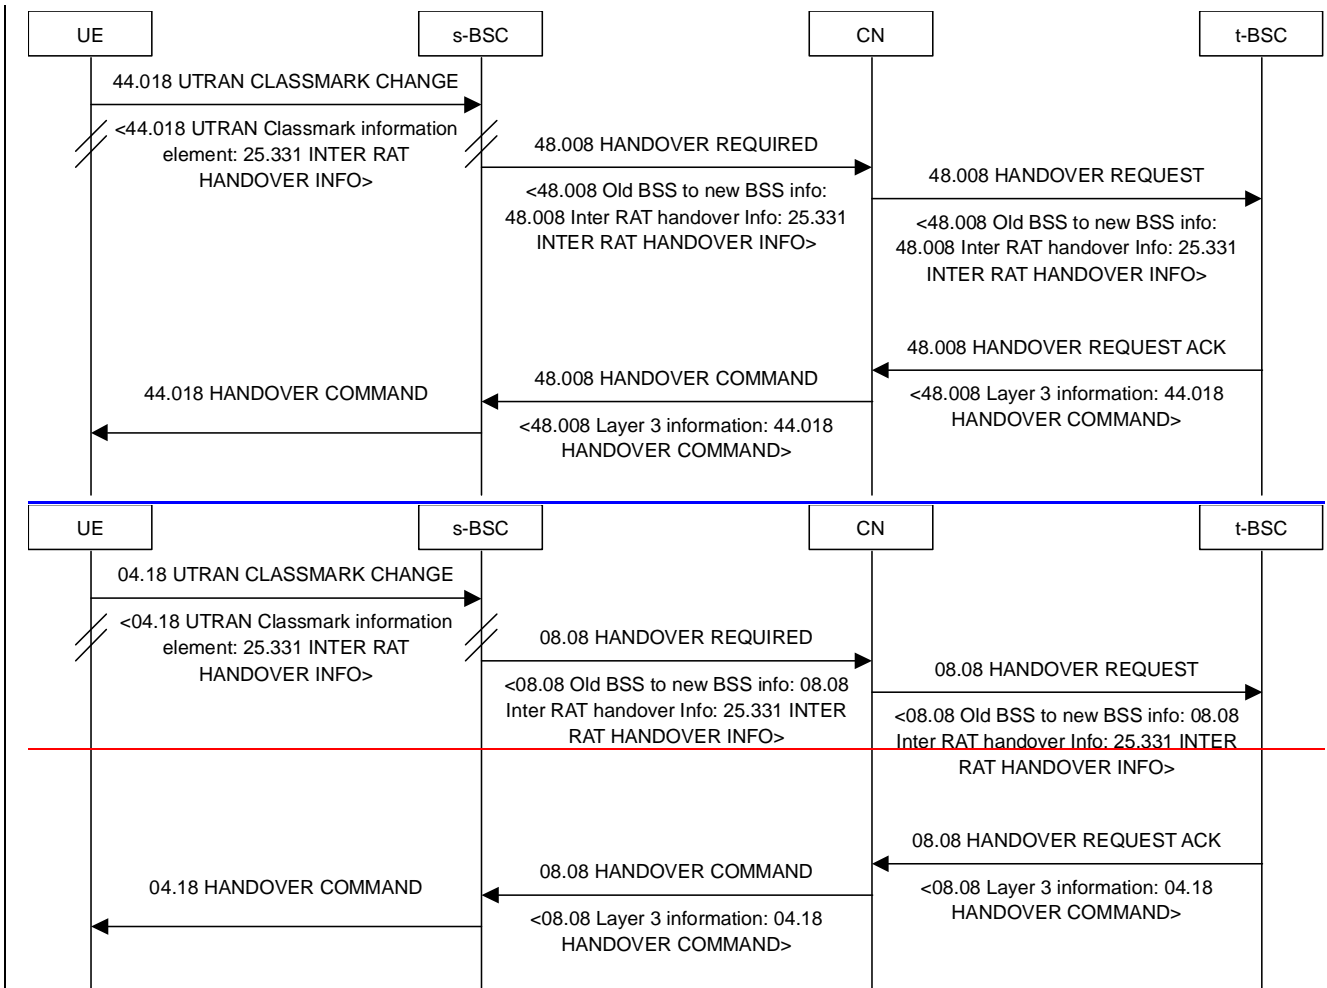 UE
s-BSC
CN
t-BSC
44.018 UTRAN CLASSMARK CHANGE
<44.018 UTRAN Classmark information
element: 25.331 INTER RAT
HANDOVER INFO>
48.008 HANDOVER REQUIRED
<48.008 Old BSS to new BSS info:
48.008 Inter RAT handover Info: 25.331
INTER RAT HANDOVER INFO>
48.008 HANDOVER REQUEST
<48.008 Old BSS to new BSS info:
48.008 Inter RAT handover Info: 25.331
INTER RAT HANDOVER INFO>
48.008 HANDOVER REQUEST ACK
<48.008 Layer 3 information: 44.018
HANDOVER COMMAND>
48.008 HANDOVER COMMAND
<48.008 Layer 3 information: 44.018
HANDOVER COMMAND>
44.018 HANDOVER COMMAND
UE
s-BSC
CN
t-BSC
04.18 UTRAN CLASSMARK CHANGE
<04.18 UTRAN Classmark information
element: 25.331 INTER RAT
HANDOVER INFO>
08.08 HANDOVER REQUIRED
<08.08 Old BSS to new BSS info: 08.08
Inter RAT handover Info: 25.331 INTER
RAT HANDOVER INFO>
08.08 HANDOVER REQUEST
<08.08 Old BSS to new BSS info: 08.08
Inter RAT handover Info: 25.331 INTER
RAT HANDOVER INFO>
08.08 HANDOVER REQUEST ACK
<08.08 Layer 3 information: 04.18
HANDOVER COMMAND>
08.08 HANDOVER COMMAND
<08.08 Layer 3 information: 04.18
HANDOVER COMMAND>
04.18 HANDOVER COMMAND